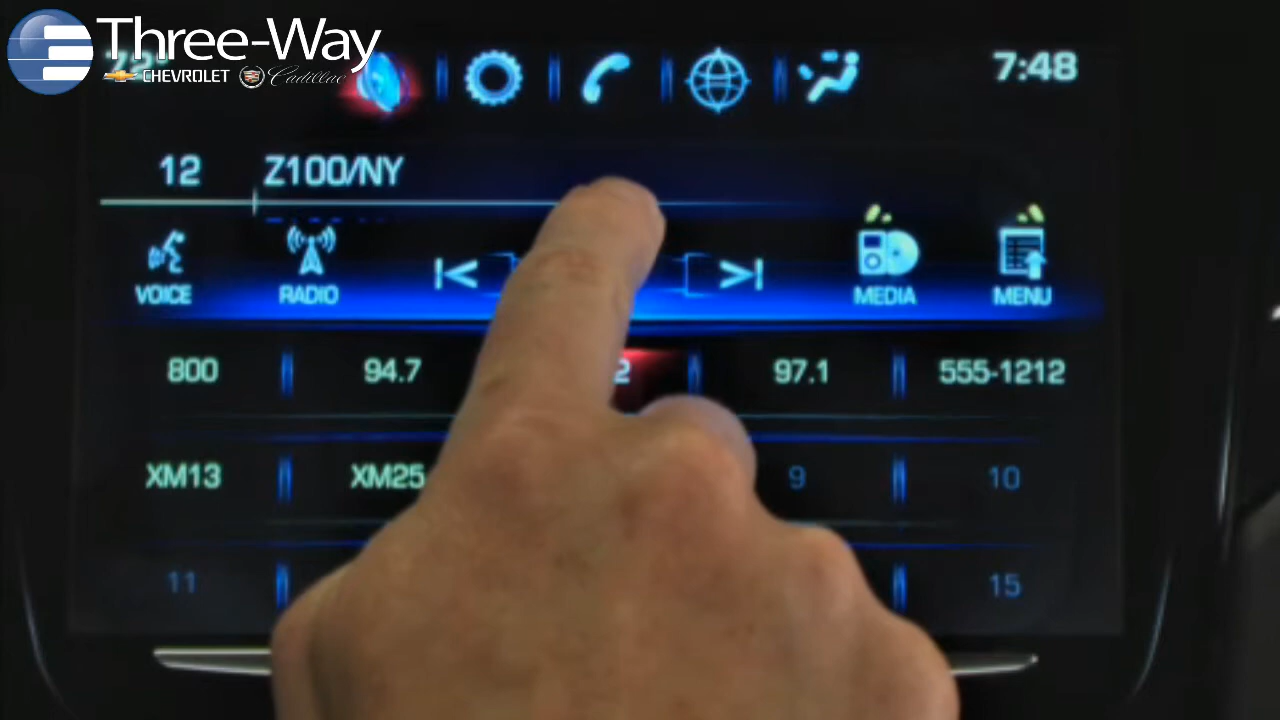 Three-Way
CHEVROLET Cadillac
7:48
12 Z100/NY
VOICE RADIO MEDIA MENU
800 94.7 2 97.1 555-1212
XM13 XM25 9 10
11 15